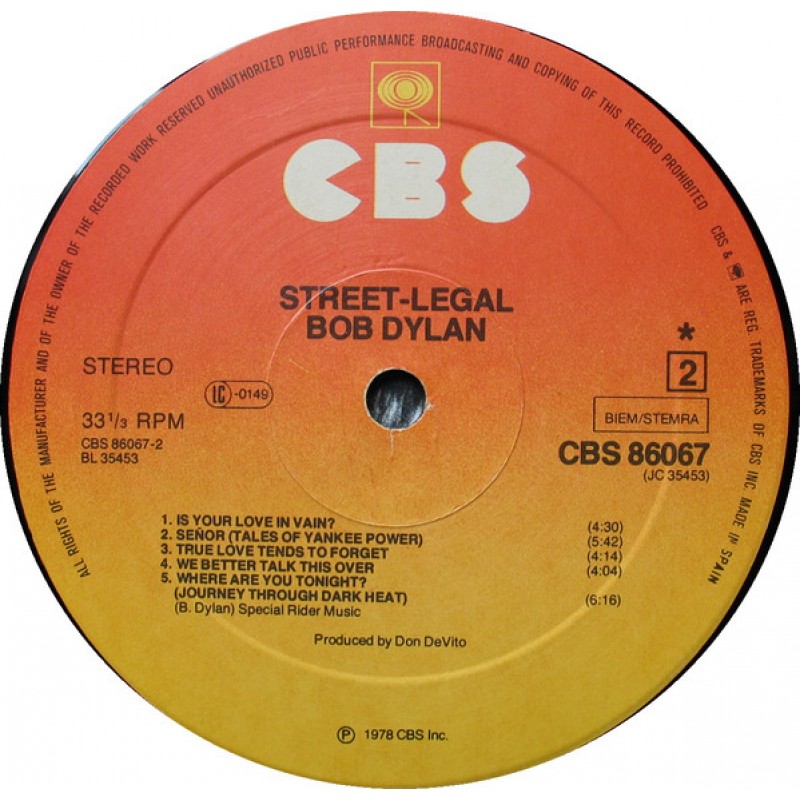 ALL RIGHTS OF THE MANUFACTURER AND OF THE OWNER OF THE RECORDED WORK RESERVED UNAUTHORIZED PUBLIC PERFORMANCE BROADCASTING AND COPYING OF THIS RECORD PROHIBITED
CBS & ARE REG. TRADEMARKS OF CBS INC. MADE IN SPAIN
CBS
STREET-LEGAL
BOB DYLAN
STEREO
LC-0149
*
2
33 1/3 RPM
BIEM/STEMRA
CBS 86067-2
BL 35453
CBS 86067
(JC 35453)
1. IS YOUR LOVE IN VAIN? (4:30)
2. SEÑOR (TALES OF YANKEE POWER) (5:42)
3. TRUE LOVE TENDS TO FORGET (4:14)
4. WE BETTER TALK THIS OVER (4:04)
5. WHERE ARE YOU TONIGHT?
(JOURNEY THROUGH DARK HEAT) (6:16)
(B. Dylan) Special Rider Music
Produced by Don DeVito
℗ 1978 CBS Inc.